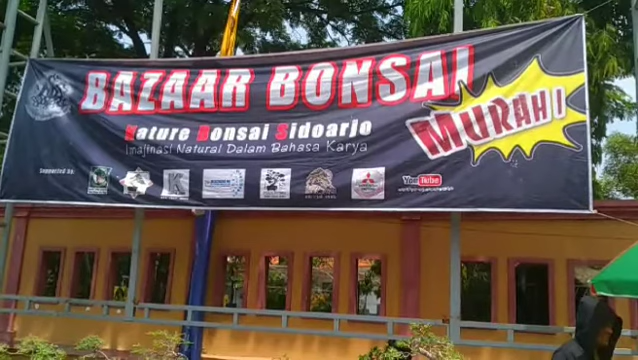 BAZAAR BONSAI
MURAH!
Nature Bonsai Sidoarjo
Imajinasi Natural Dalam Bahasa Karya
Supported by:
YouTube